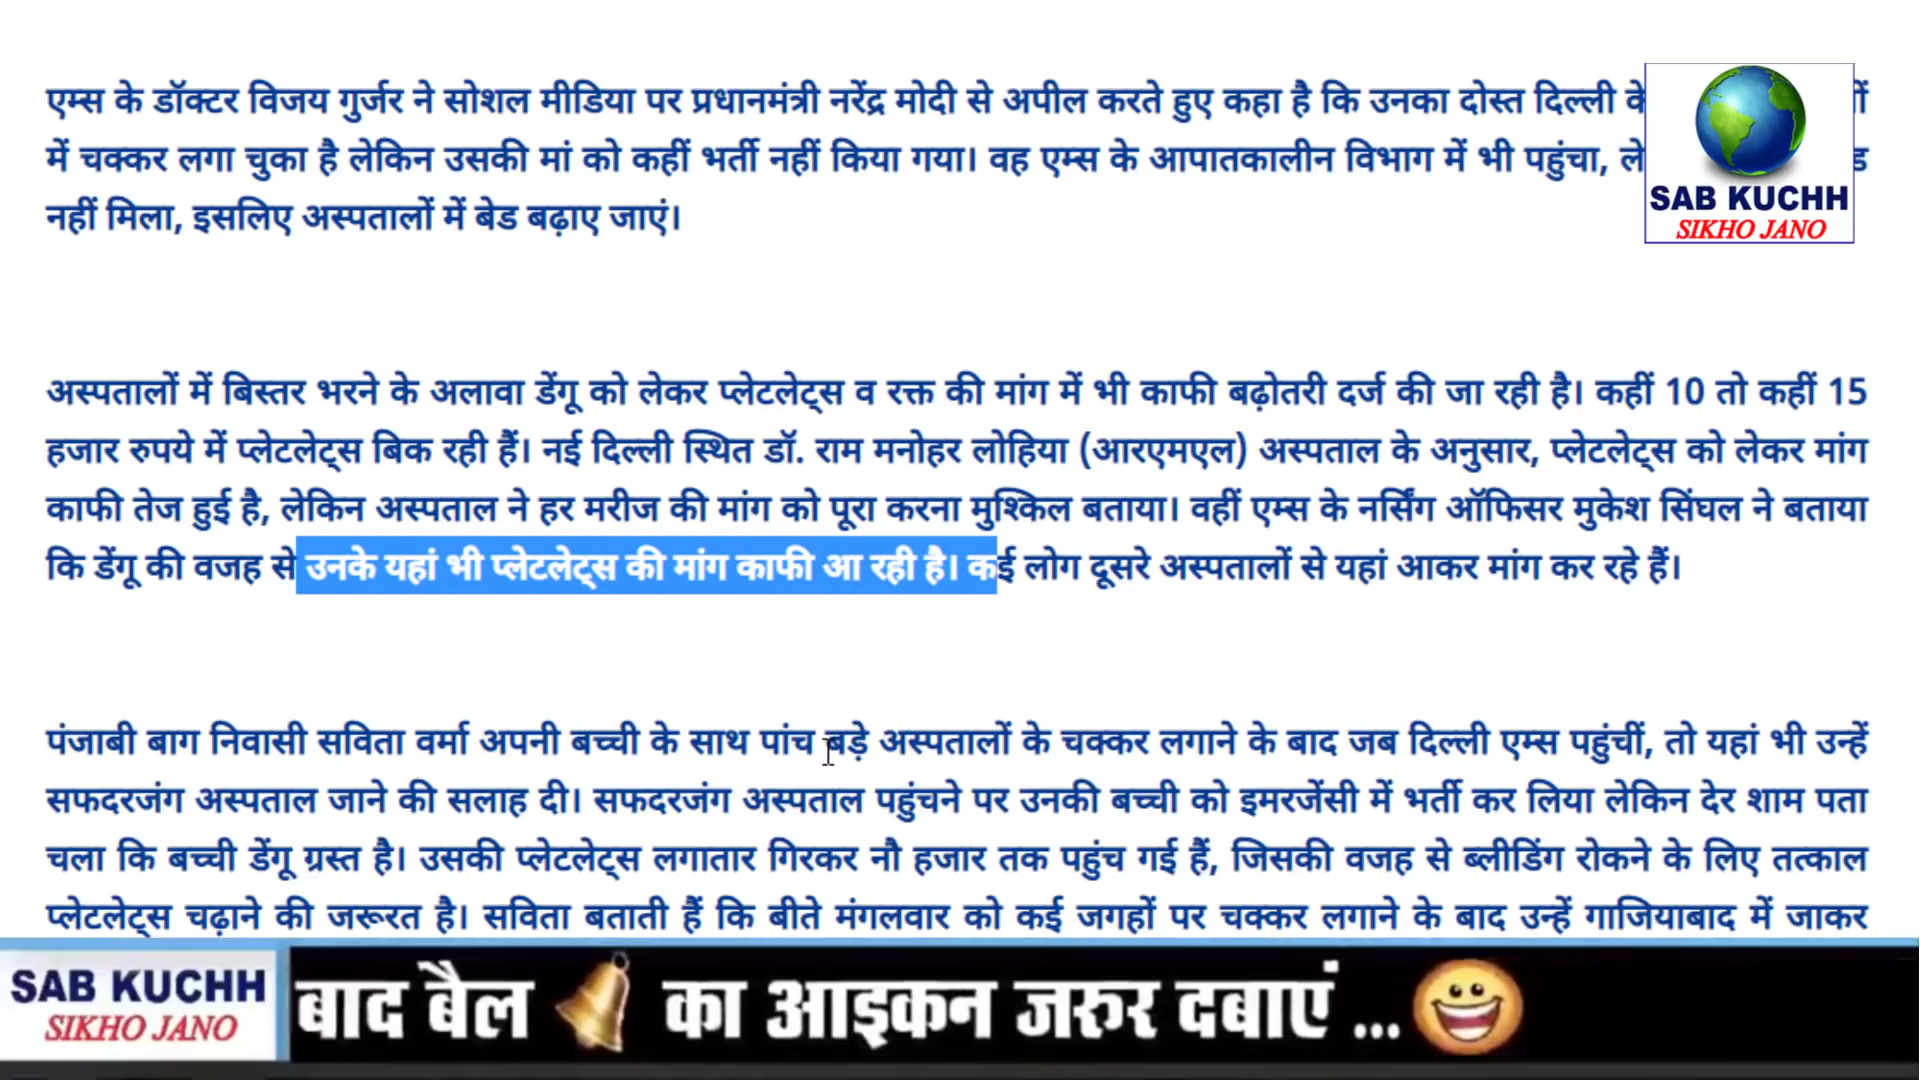 एम्स के डॉक्टर विजय गुर्जर ने सोशल मीडिया पर प्रधानमंत्री नरेंद्र मोदी से अपील करते हुए कहा है कि उनका दोस्त दिल्ली के
में चक्कर लगा चुका है लेकिन उसकी मां को कहीं भर्ती नहीं किया गया। वह एम्स के आपातकालीन विभाग में भी पहुंचा,
नहीं मिला, इसलिए अस्पतालों में बेड बढ़ाए जाएं।
SAB KUCHH
SIKHO JANO
अस्पतालों में बिस्तर भरने के अलावा डेंगू को लेकर प्लेटलेट्स व रक्त की मांग में भी काफी बढ़ोतरी दर्ज की जा रही है। कहीं 10 तो कहीं 15
हजार रुपये में प्लेटलेट्स बिक रही हैं। नई दिल्ली स्थित डॉ. राम मनोहर लोहिया (आरएमएल) अस्पताल के अनुसार, प्लेटलेट्स को लेकर मांग
काफी तेज हुई है, लेकिन अस्पताल ने हर मरीज की मांग को पूरा करना मुश्किल बताया। वहीं एम्स के नर्सिंग ऑफिसर मुकेश सिंघल ने बताया
कि डेंगू की वजह से उनके यहां भी प्लेटलेट्स की मांग काफी आ रही है। कई लोग दूसरे अस्पतालों से यहां आकर मांग कर रहे हैं।
पंजाबी बाग निवासी सविता वर्मा अपनी बच्ची के साथ पांच बड़े अस्पतालों के चक्कर लगाने के बाद जब दिल्ली एम्स पहुंचीं, तो यहां भी उन्हें
सफदरजंग अस्पताल जाने की सलाह दी। सफदरजंग अस्पताल पहुंचने पर उनकी बच्ची को इमरजेंसी में भर्ती कर लिया लेकिन देर शाम पता
चला कि बच्ची डेंगू ग्रस्त है। उसकी प्लेटलेट्स लगातार गिरकर नौ हजार तक पहुंच गई हैं, जिसकी वजह से ब्लीडिंग रोकने के लिए तत्काल
प्लेटलेट्स चढ़ाने की जरूरत है। सविता बताती हैं कि बीते मंगलवार को कई जगहों पर चक्कर लगाने के बाद उन्हें गाजियाबाद में जाकर
SAB KUCHH
SIKHO JANO
बाद बैल का आइकन जरुर दबाएं ...